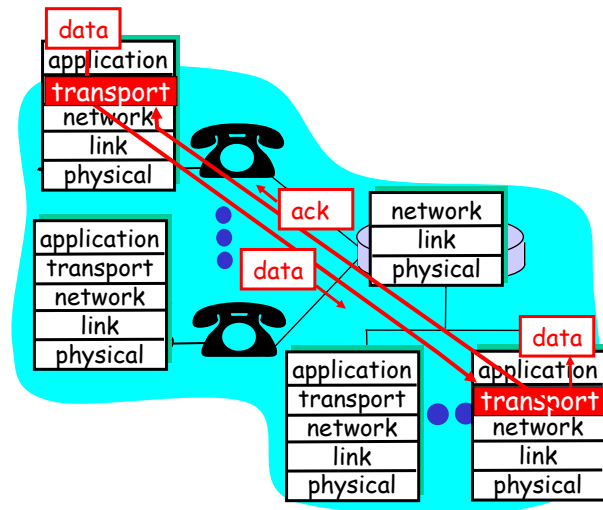 data
application
transport
network
link
physical
ack
network
link
physical
application
transport
network
link
physical
data
data
application
transport
network
link
physical
application
transport
network
link
physical